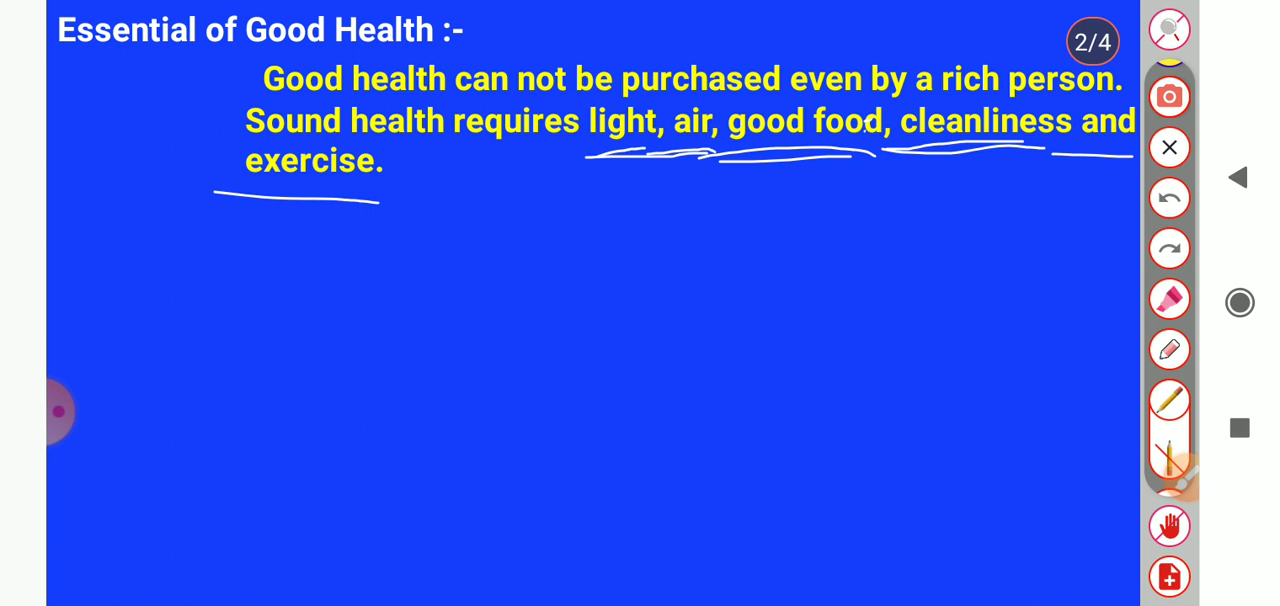 Essential of Good Health :-
2/4
Good health can not be purchased even by a rich person.
Sound health requires light, air, good food, cleanliness and
exercise.